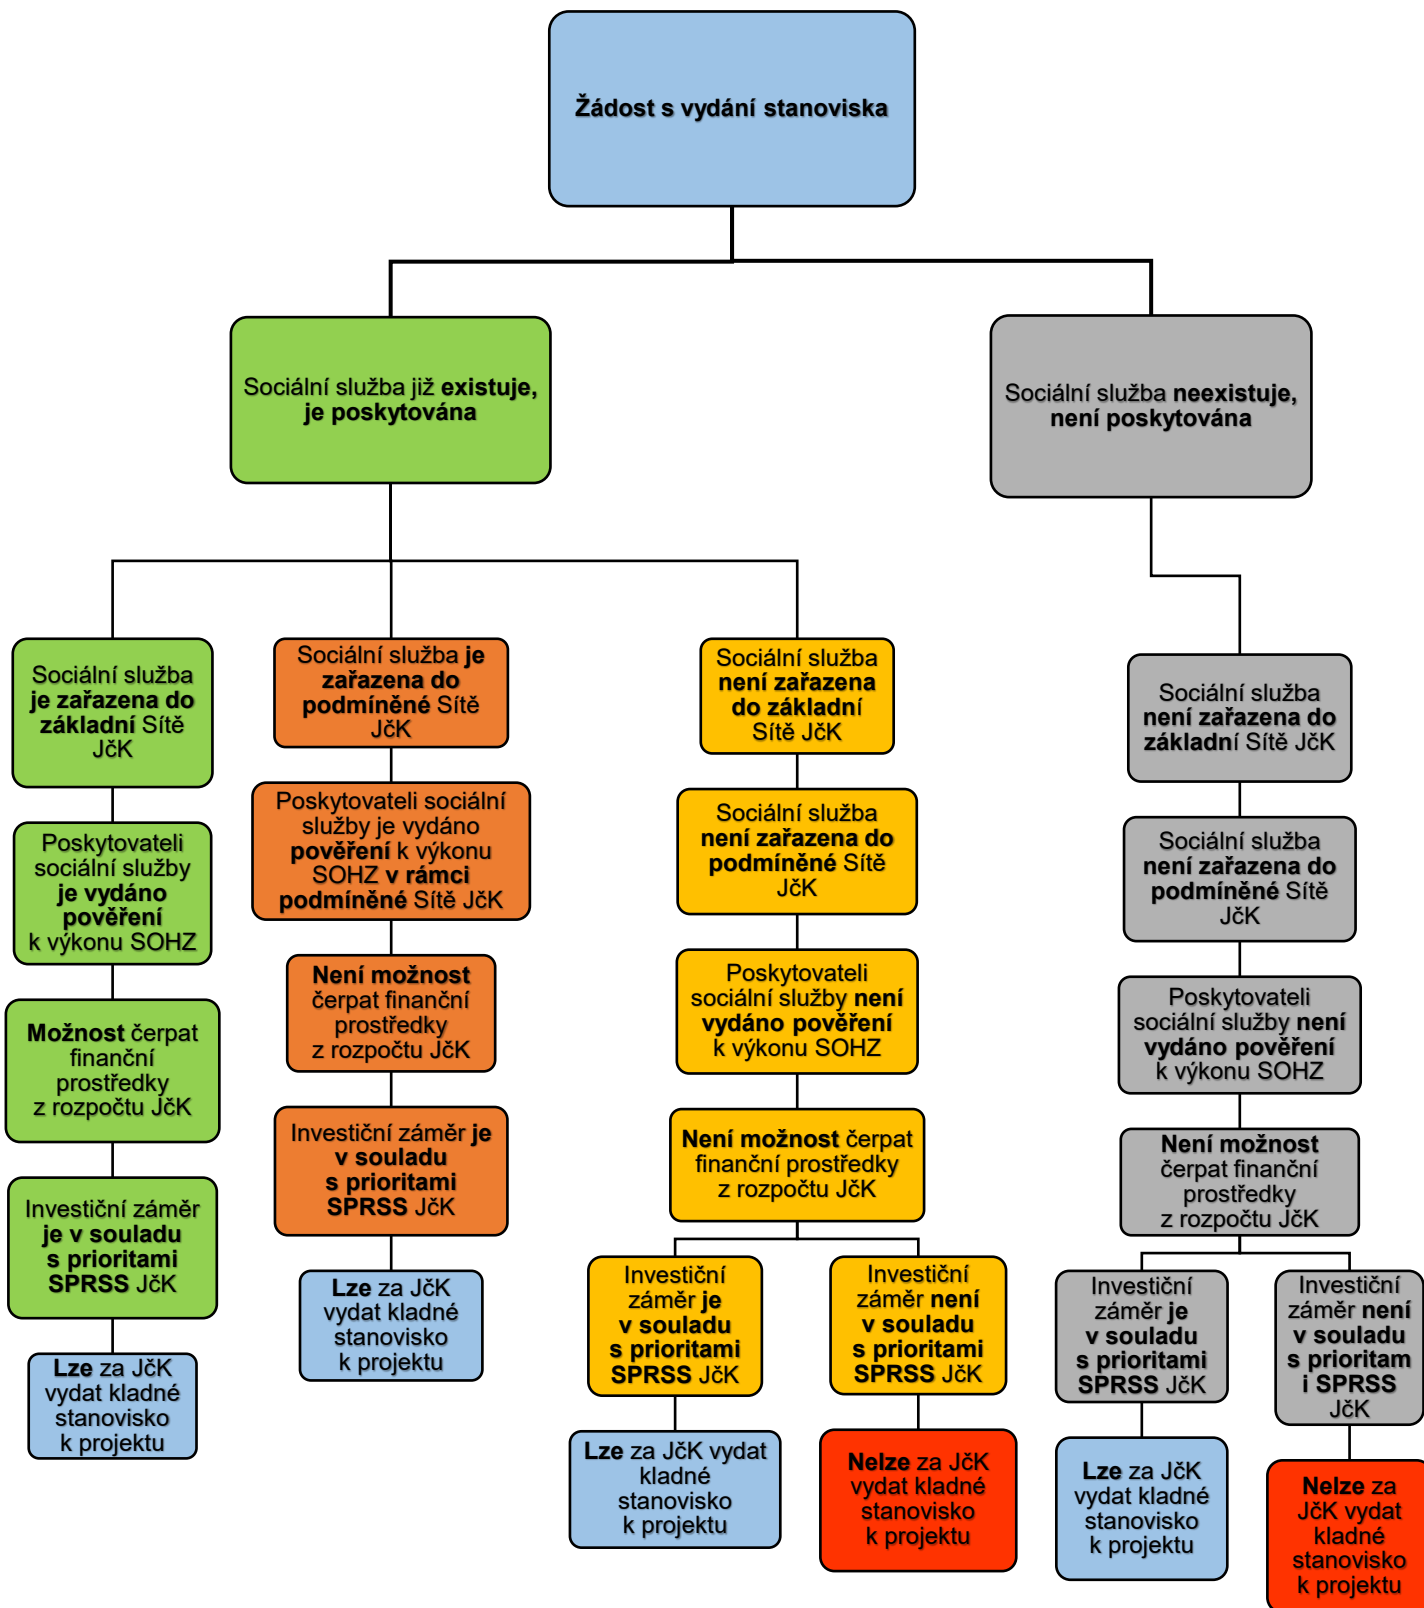 Žádost s vydání stanoviska
Sociální služba již existuje,
je poskytována
Sociální služba neexistuje,
není poskytována
Sociální služba
je zařazena do
základní Sítě
JčK
Poskytovateli
sociální služby
je vydáno
pověření
k výkonu SOHZ
Možnost čerpat
finanční
prostředky
z rozpočtu JčK
Investiční záměr
je v souladu
s prioritami
SPRSS JčK
Lze za JčK
vydat kladné
stanovisko
k projektu
Sociální služba je
zařazena do
podmíněné Sítě
JčK
Poskytovateli sociální
služby je vydáno
pověření k výkonu
SOHZ v rámci
podmíněné Sítě JčK
Není možnost
čerpat finanční
prostředky
z rozpočtu JčK
Investiční záměr je
v souladu
s prioritami
SPRSS JčK
Lze za JčK
vydat kladné
stanovisko
k projektu
Sociální služba
není zařazena
do základní
Sítě JčK
Sociální služba
není zařazena do
podmíněné Sítě
JčK
Poskytovateli
sociální služby není
vydáno pověření
k výkonu SOHZ
Není možnost čerpat
finanční prostředky
z rozpočtu JčK
Investiční
záměr je
v souladu
s prioritami
SPRSS JčK
Lze za JčK vydat
kladné
stanovisko
k projektu
Investiční
záměr není
v souladu
s prioritami
SPRSS JčK
Nelze za JčK
vydat kladné
stanovisko
k projektu
Sociální služba
není zařazena do
základní Sítě JčK
Sociální služba
není zařazena do
podmíněné Sítě
JčK
Poskytovateli
sociální služby není
vydáno pověření
k výkonu SOHZ
Není možnost
čerpat finanční
prostředky
z rozpočtu JčK
Investiční
záměr je
v souladu
s prioritami
SPRSS JčK
Lze za JčK
vydat kladné
stanovisko
k projektu
Investiční
záměr není
v souladu
s prioritam
i SPRSS
JčK
Nelze za
JčK vydat
kladné
stanovisko
k projektu